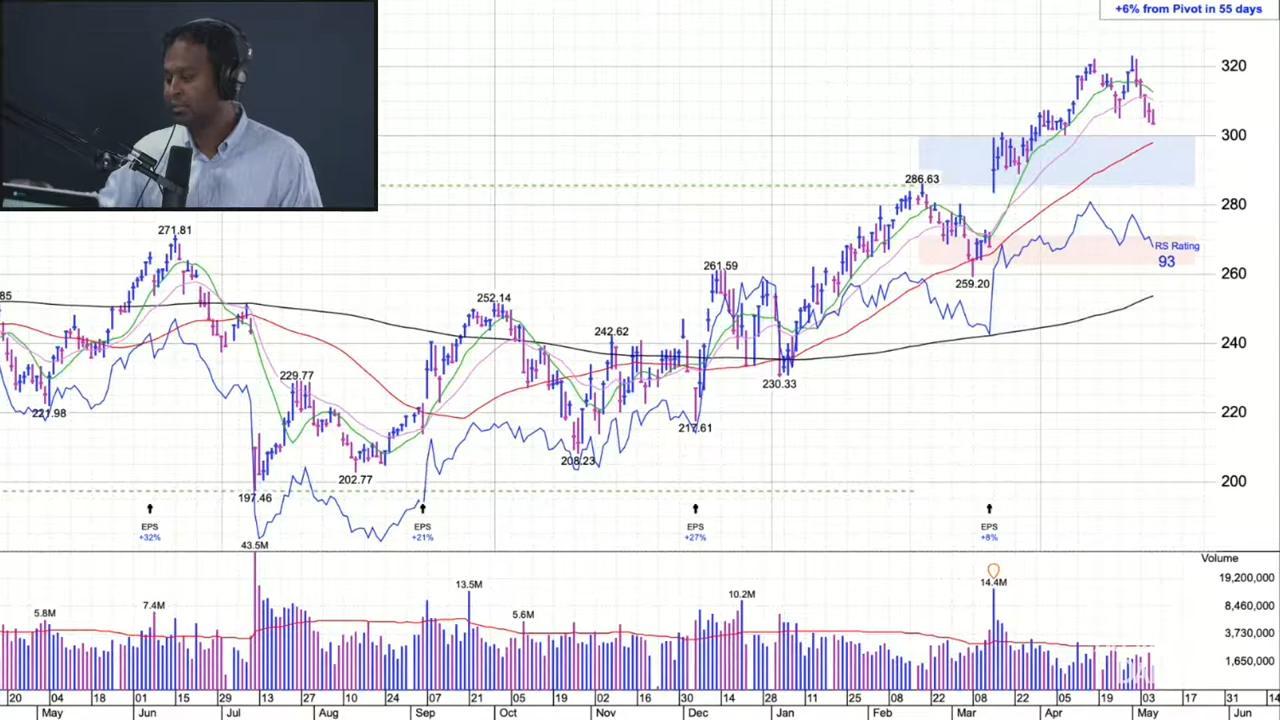 +6% from Pivot in 55 days
320
300
280
260
240
220
200
286.63
271.81
RS Rating
93
261.59
259.20
85
252.14
242.62
230.33
229.77
221.98
217.61
208.23
202.77
197.46
EPS
+32%
EPS
+21%
EPS
+27%
EPS
+8%
43.5M
Volume
14.4M
13.5M
10.2M
7.4M
5.8M
5.6M
19,200,000
8,460,000
3,730,000
1,650,000
20 04 18 01 15 29 13 27 10 24 08 21 05 19 02 16 30 14 28 11 25 08 22 08 22 05 19 03 17 31 14
May Jun Jul Aug Sep Oct Nov Dec Jan Feb Mar Apr May Jun